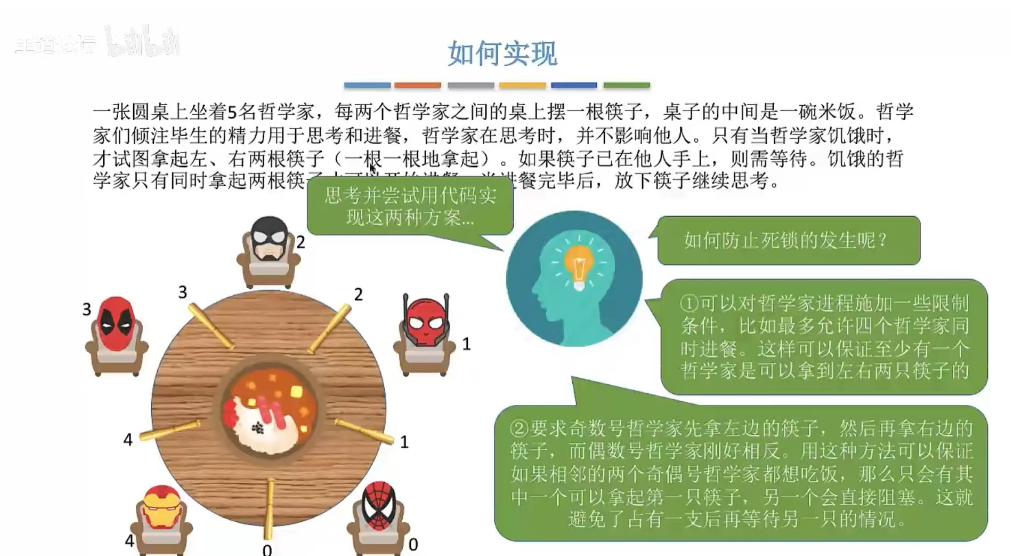 王道论坛 bilibili
如何实现
一张圆桌上坐着5名哲学家，每两个哲学家之间的桌上摆一根筷子，桌子的中间是一碗米饭。哲学
家们倾注毕生的精力用于思考和进餐，哲学家在思考时，并不影响他人。只有当哲学家饥饿时，
才试图拿起左、右两根筷子（一根一根地拿起）。如果筷子已在他人手上，则需等待。饥饿的哲
学家只有同时拿起两根筷子才可以开始进餐，当进餐完毕后，放下筷子继续思考。
思考并尝试用代码实
现这两种方案…
如何防止死锁的发生呢？
①可以对哲学家进程施加一些限制
条件，比如最多允许四个哲学家同
时进餐。这样可以保证至少有一个
哲学家是可以拿到左右两只筷子的
②要求奇数号哲学家先拿左边的筷子，然后再拿右边的
筷子，而偶数号哲学家刚好相反。用这种方法可以保证
如果相邻的两个奇偶号哲学家都想吃饭，那么只会有其
中一个可以拿起第一只筷子，另一个会直接阻塞。这就
避免了占有一支后再等待另一只的情况。
2
3
2
3
1
4
1
4
0
0